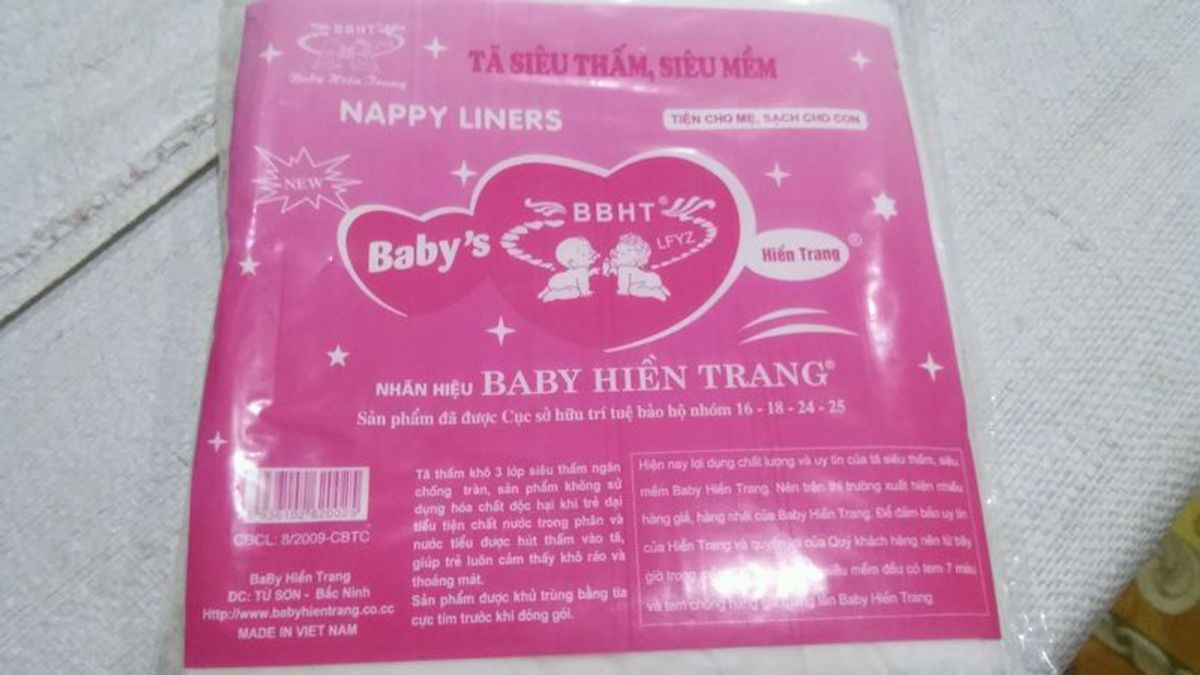 BBHT
Baby Hiền Trang
TÃ SIÊU THẤM, SIÊU MỀM
NAPPY LINERS
TIỆN CHO MẸ, SẠCH CHO CON
NEW
BBHT®
Baby's
LFYZ
Hiền Trang®
NHÃN HIỆU BABY HIỀN TRANG®
Sản phẩm đã được Cục sở hữu trí tuệ bảo hộ nhóm 16 - 18 - 24 - 25
CBCL: 8/2009-CBTC
BaBy Hiền Trang
ĐC: TỪ SƠN - Bắc Ninh
Http://www.babyhientrang.co.cc
MADE IN VIET NAM
Tã thấm khô 3 lớp siêu thấm ngăn
chống tràn, sản phẩm không sử
dụng hóa chất độc hại khi trẻ đại
tiểu tiện chất nước trong phân và
nước tiểu được hút thấm vào tã,
giúp trẻ luôn cảm thấy khô ráo và
thoáng mát.
Sản phẩm được khử trùng bằng tia
cực tím trước khi đóng gói.
Hiện nay lợi dụng chất lượng và uy tín của tã siêu thấm, siêu
mềm Baby Hiền Trang. Nên trên thị trường xuất hiện nhiều
hàng giả, hàng nhái của Baby Hiền Trang. Để đảm bảo uy tín
của Hiền Trang và quyền lợi của Quý khách hàng nên từ bây
giờ trong siêu mềm đều có tem 7 màu
và tem chống hàng giả mang tên Baby Hiền Trang